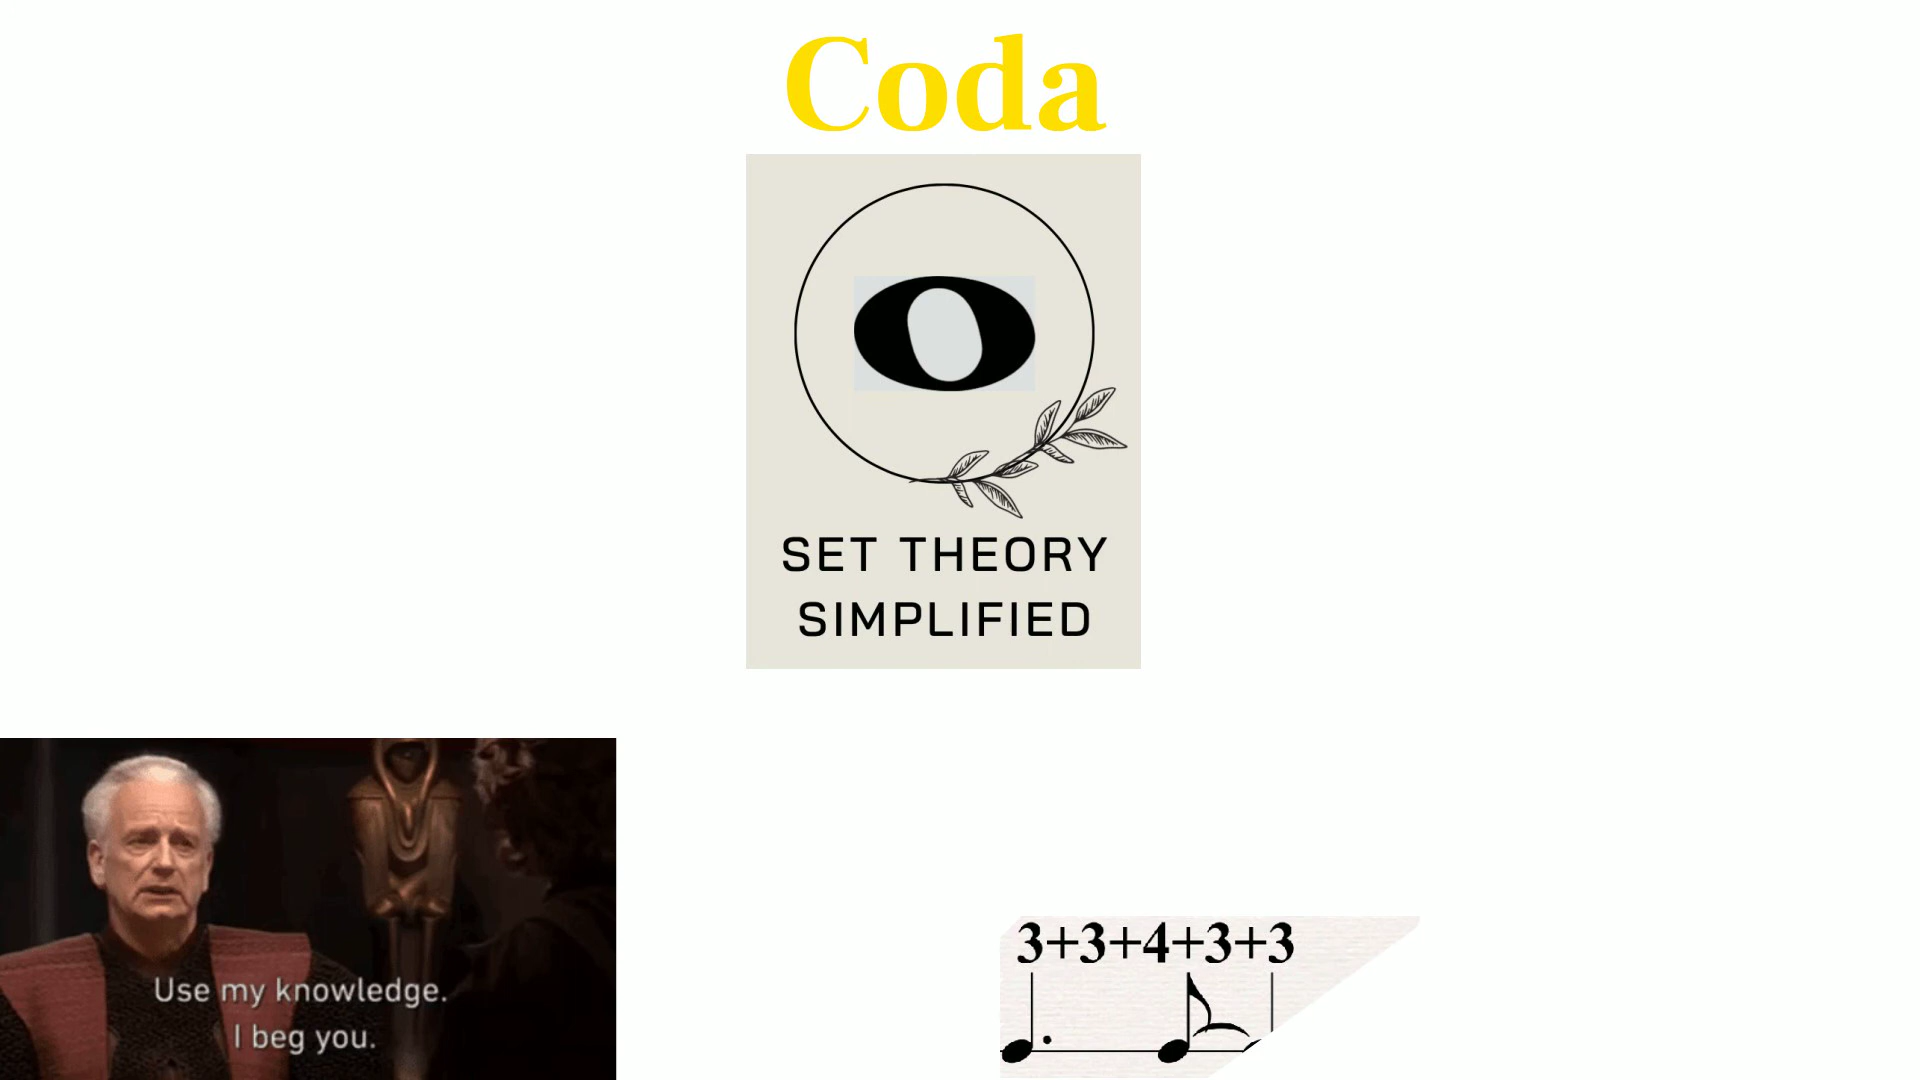 Coda
SET THEORY
SIMPLIFIED
Use my knowledge.
I beg you.
3+3+4+3+3